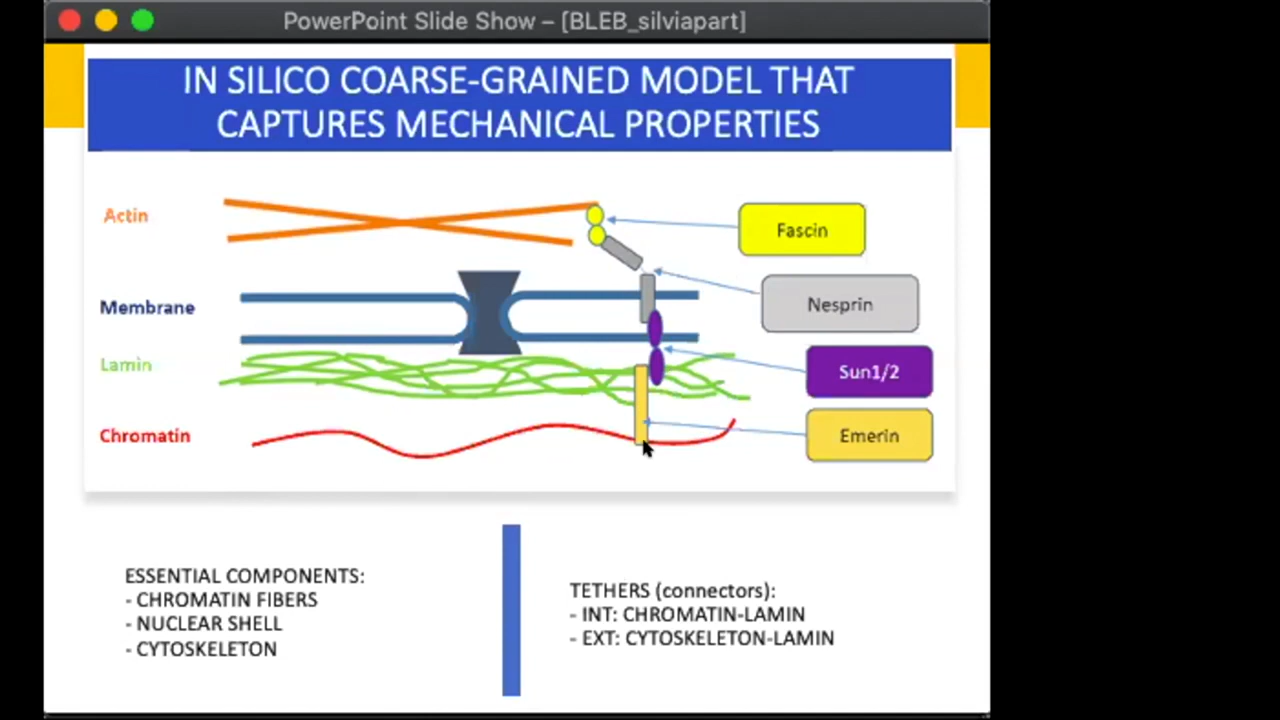 PowerPoint Slide Show – [BLEB_silviapart]
IN SILICO COARSE-GRAINED MODEL THAT
CAPTURES MECHANICAL PROPERTIES
Actin
Fascin
Membrane
Nesprin
Lamin
Sun1/2
Chromatin
Emerin
ESSENTIAL COMPONENTS:
- CHROMATIN FIBERS
- NUCLEAR SHELL
- CYTOSKELETON
TETHERS (connectors):
- INT: CHROMATIN-LAMIN
- EXT: CYTOSKELETON-LAMIN